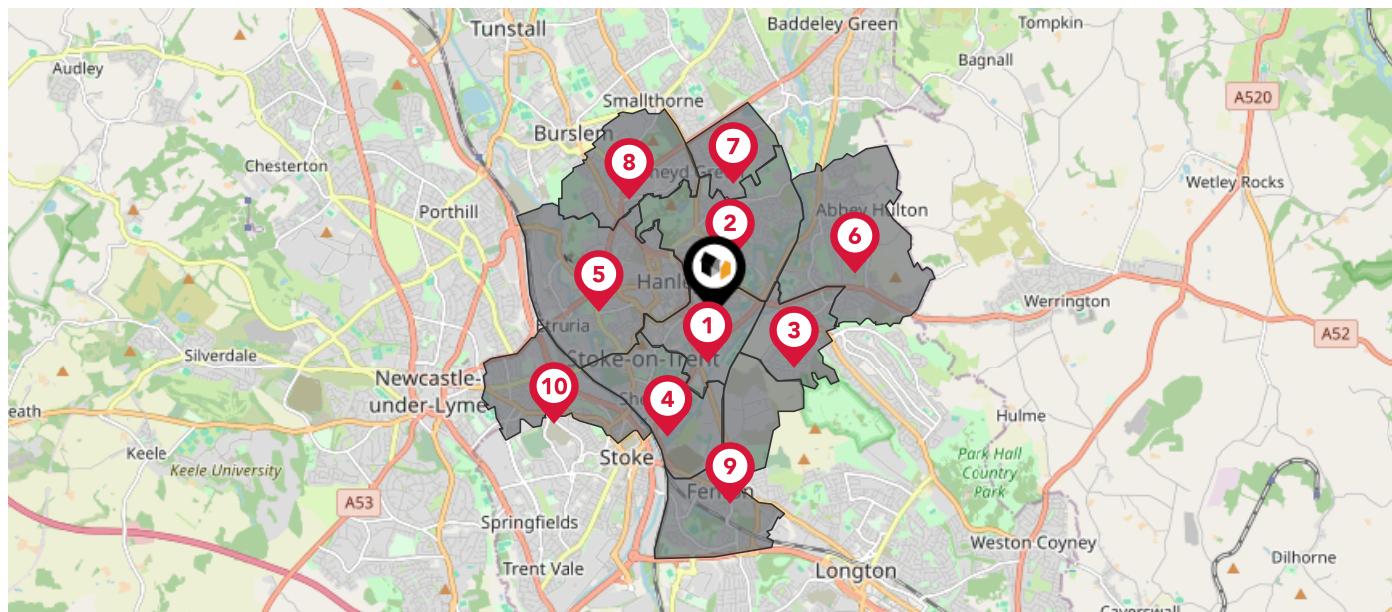 Tunstall
Baddeley Green
Tompkin
Audley
Bagnall
A520
Smallthorne
Burslem
7
8
Chesterton
Wetley Rocks
Porthill
Abbey Hulton
2
6
5
Werrington
1
3
A52
Etruria
Silverdale
Stoke-on-Trent
Newcastle-
under-Lyme
10
4
Hulme
Keele
Stoke
Park Hall
Country
Park
Keele University
9
Fenton
A53
Springfields
Weston Coyney
Trent Vale
Longton
Dilhorne
Caverswall